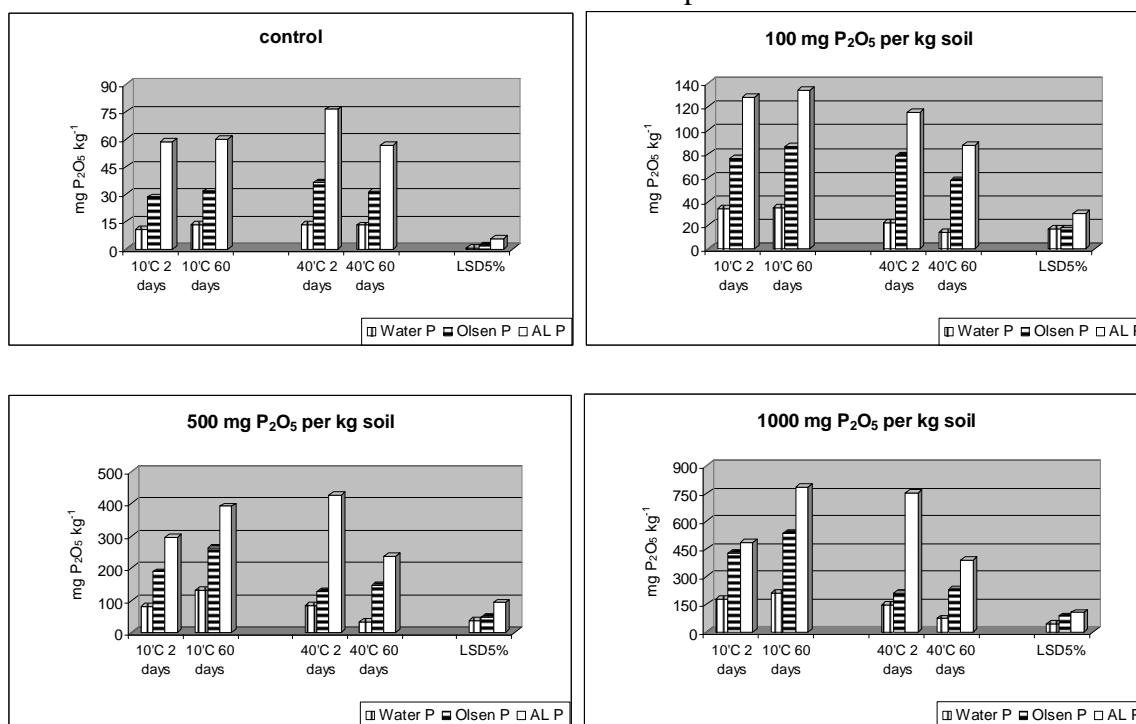 control
mg P₂O₅ kg⁻¹
90
75
60
45
30
15
0
10'C 2 days
10'C 60 days
40'C 2 days
40'C 60 days
LSD5%
Water P Olsen P AL P
100 mg P₂O₅ per kg soil
mg P₂O₅ kg⁻¹
140
120
100
80
60
40
20
0
10'C 2 days
10'C 60 days
40'C 2 days
40'C 60 days
LSD5%
Water P Olsen P AL P
500 mg P₂O₅ per kg soil
mg P₂O₅ kg⁻¹
500
400
300
200
100
0
10'C 2 days
10'C 60 days
40'C 2 days
40'C 60 days
LSD5%
Water P Olsen P AL P
1000 mg P₂O₅ per kg soil
mg P₂O₅ kg⁻¹
900
750
600
450
300
150
0
10'C 2 days
10'C 60 days
40'C 2 days
40'C 60 days
LSD5%
Water P Olsen P AL P